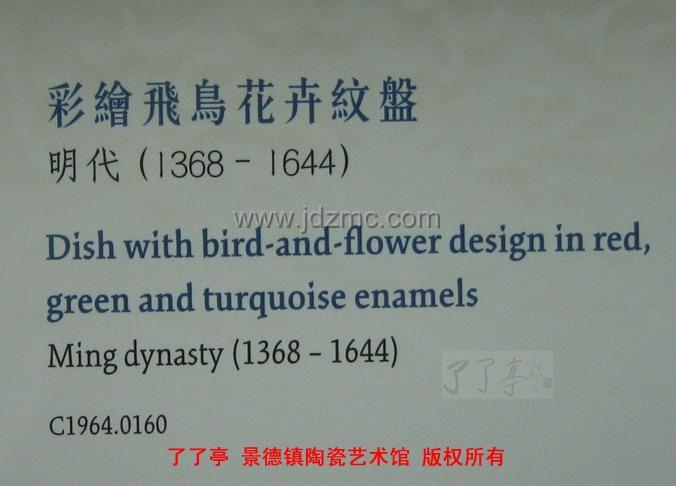 彩繪飛鳥花卉紋盤
明代 (1368 - 1644)
www.jdzmc.com
Dish with bird-and-flower design in red,
green and turquoise enamels
Ming dynasty (1368 – 1644)
了了亭
C1964.0160
了了亭 景德镇陶瓷艺术馆 版权所有